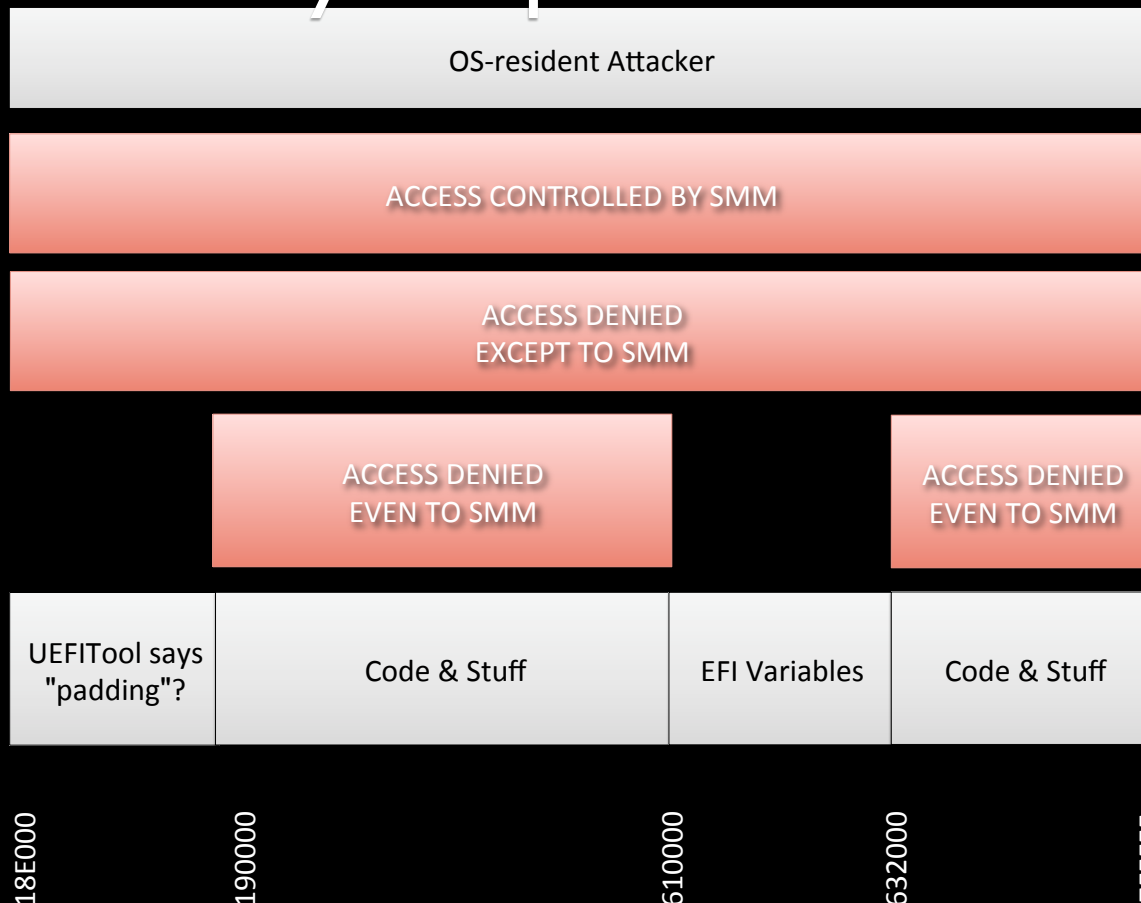 OS-resident Attacker
ACCESS CONTROLLED BY SMM
ACCESS DENIED
EXCEPT TO SMM
ACCESS DENIED
EVEN TO SMM
ACCESS DENIED
EVEN TO SMM
UEFITool says
"padding"?
Code & Stuff
EFI Variables
Code & Stuff
18E000
190000
610000
632000